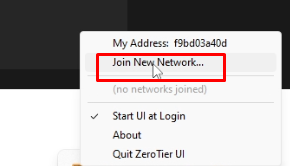 My Address: f9bd03a40d
Join New Network...
(no networks joined)
✓ Start UI at Login
About
Quit ZeroTier UI